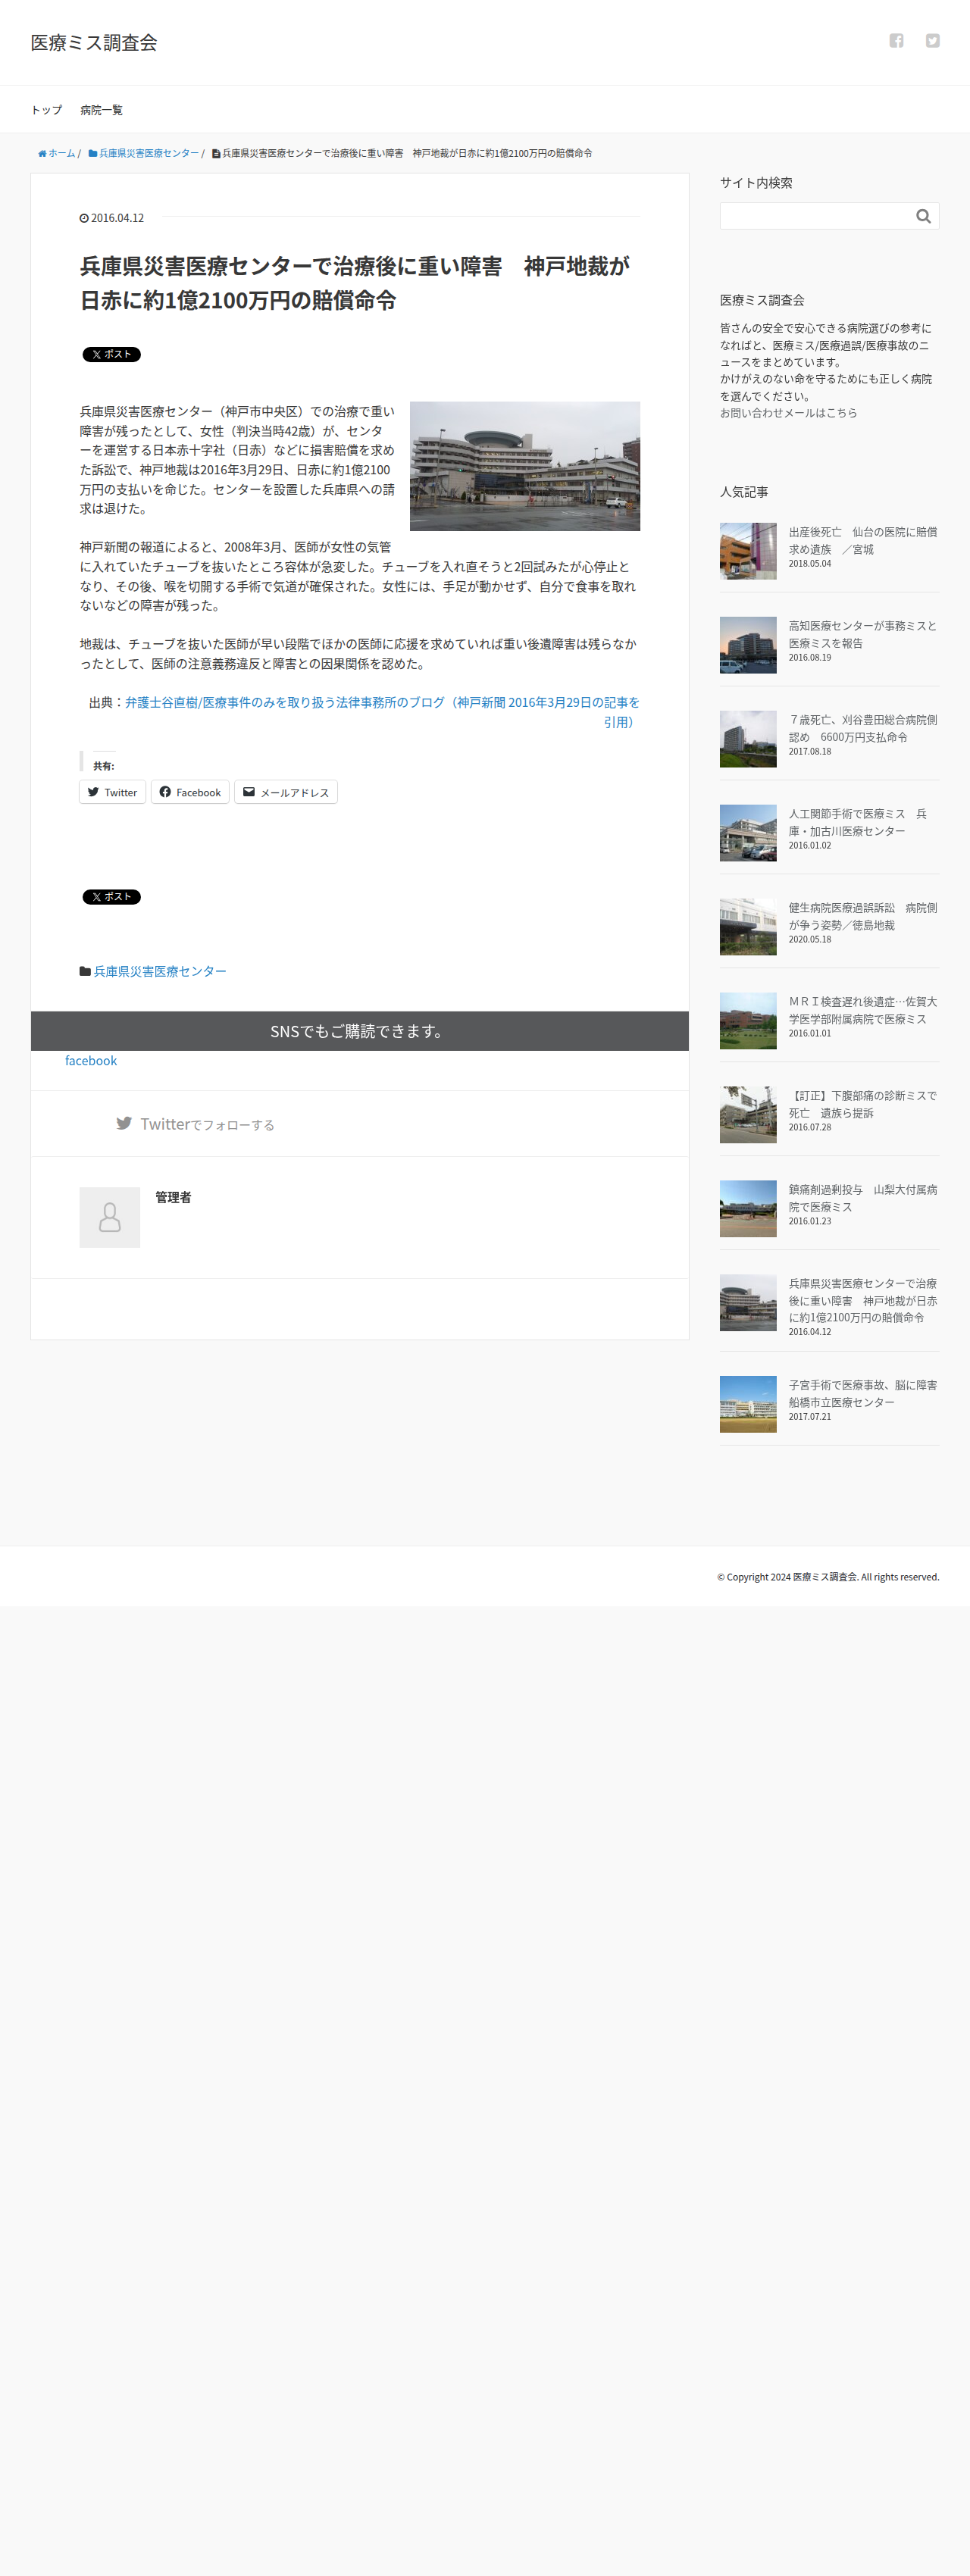 医療ミス調査会
トップ 病院一覧
ホーム / 兵庫県災害医療センター / 兵庫県災害医療センターで治療後に重い障害　神戸地裁が日赤に約1億2100万円の賠償命令
2016.04.12
兵庫県災害医療センターで治療後に重い障害　神戸地裁が
日赤に約1億2100万円の賠償命令
ポスト
兵庫県災害医療センター（神戸市中央区）での治療で重い
障害が残ったとして、女性（判決当時42歳）が、センタ
ーを運営する日本赤十字社（日赤）などに損害賠償を求め
た訴訟で、神戸地裁は2016年3月29日、日赤に約1億2100
万円の支払いを命じた。センターを設置した兵庫県への請
求は退けた。
神戸新聞の報道によると、2008年3月、医師が女性の気管
に入れていたチューブを抜いたところ容体が急変した。チューブを入れ直そうと2回試みたが心停止と
なり、その後、喉を切開する手術で気道が確保された。女性には、手足が動かせず、自分で食事を取れ
ないなどの障害が残った。
地裁は、チューブを抜いた医師が早い段階でほかの医師に応援を求めていれば重い後遺障害は残らなか
ったとして、医師の注意義務違反と障害との因果関係を認めた。
出典：弁護士谷直樹/医療事件のみを取り扱う法律事務所のブログ（神戸新聞 2016年3月29日の記事を
引用）
共有:
Twitter Facebook メールアドレス
ポスト
兵庫県災害医療センター
SNSでもご購読できます。
facebook
Twitterでフォローする
管理者
サイト内検索
医療ミス調査会
皆さんの安全で安心できる病院選びの参考に
なればと、医療ミス/医療過誤/医療事故のニ
ュースをまとめています。
かけがえのない命を守るためにも正しく病院
を選んでください。
お問い合わせメールはこちら
人気記事
出産後死亡　仙台の医院に賠償
求め遺族　／宮城
2018.05.04
高知医療センターが事務ミスと
医療ミスを報告
2016.08.19
７歳死亡、刈谷豊田総合病院側
認め　6600万円支払命令
2017.08.18
人工関節手術で医療ミス　兵
庫・加古川医療センター
2016.01.02
健生病院医療過誤訴訟　病院側
が争う姿勢／徳島地裁
2020.05.18
ＭＲＩ検査遅れ後遺症…佐賀大
学医学部附属病院で医療ミス
2016.01.01
【訂正】下腹部痛の診断ミスで
死亡　遺族ら提訴
2016.07.28
鎮痛剤過剰投与　山梨大付属病
院で医療ミス
2016.01.23
兵庫県災害医療センターで治療
後に重い障害　神戸地裁が日赤
に約1億2100万円の賠償命令
2016.04.12
子宮手術で医療事故、脳に障害
船橋市立医療センター
2017.07.21
© Copyright 2024 医療ミス調査会. All rights reserved.